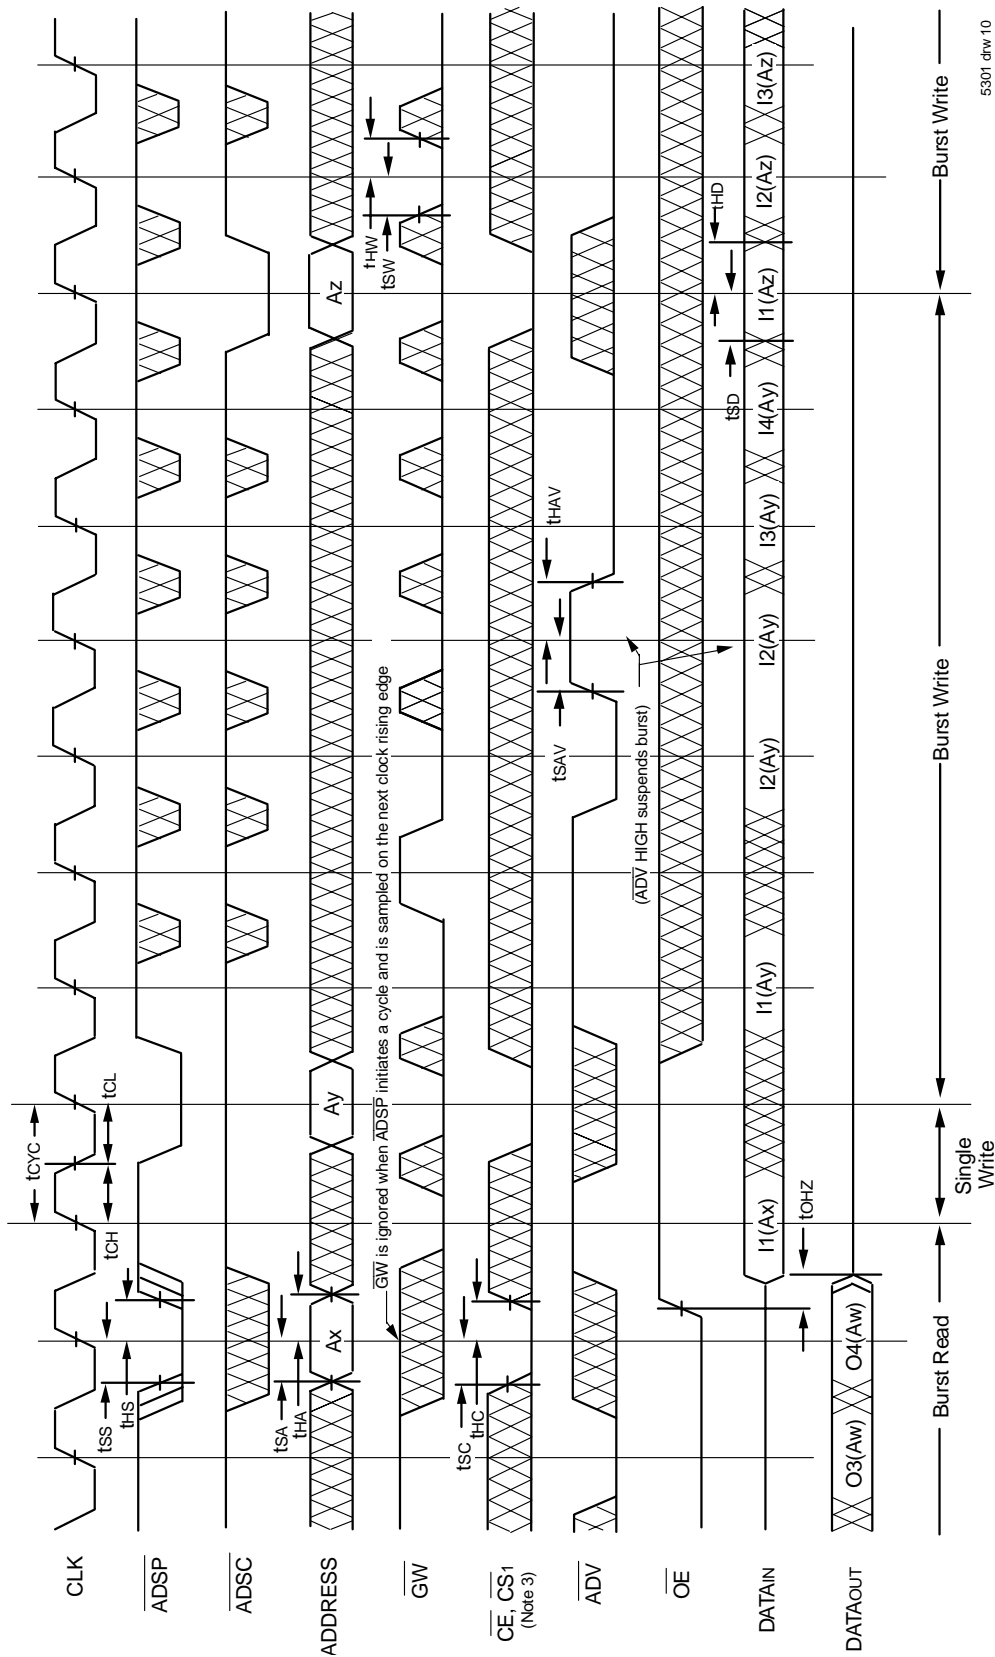 CLK
ADSP
ADSC
ADDRESS
GW
CE, CS1
(Note 3)
ADV
OE
DATAIN
DATAOUT
tCYC
tCH
tCL
tSS
tHS
tSA
tHA
Ax
Ay
Az
tHW
tSW
GW is ignored when ADSP initiates a cycle and is sampled on the next clock rising edge
tSC
tHC
tSAV
tHAV
(ADV HIGH suspends burst)
tSD
tHD
I1(Ax)
I1(Ay)
I2(Ay)
I2(Ay)
I3(Ay)
I4(Ay)
I1(Az)
I2(Az)
I3(Az)
tOHZ
O3(Aw)
O4(Aw)
Burst Read
Single
Write
Burst Write
Burst Write
5301 drw 10